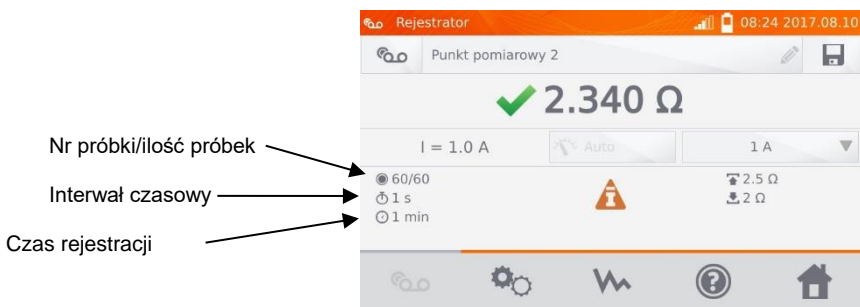 Rejestrator 08:24 2017.08.10
Punkt pomiarowy 2
2.340 Ω
I = 1.0 A Auto 1 A
Nr próbki/ilość próbek
60/60 2.5 Ω
Interwał czasowy
1 s 2 Ω
Czas rejestracji
1 min